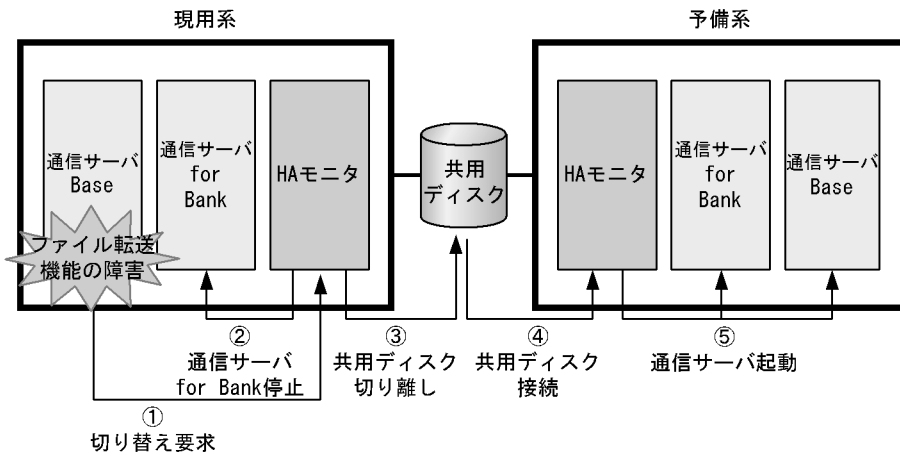 現用系
予備系
通信サーバ
Base
通信サーバ
for
Bank
HAモニタ
共用
ディスク
HAモニタ
通信サーバ
for
Bank
通信サーバ
Base
ファイル転送
機能の障害
②
通信サーバ
for Bank停止
③
共用ディスク
切り離し
④
共用ディスク
接続
⑤
通信サーバ起動
①
切り替え要求